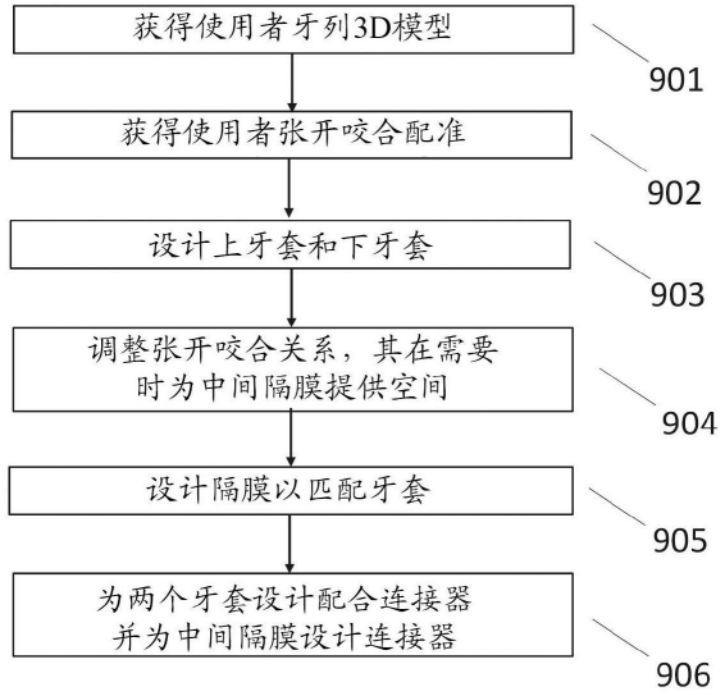 获得使用者牙列3D模型
901
获得使用者张开咬合配准
902
设计上牙套和下牙套
903
调整张开咬合关系，其在需要
时为中间隔膜提供空间
904
设计隔膜以匹配牙套
905
为两个牙套设计配合连接器
并为中间隔膜设计连接器
906